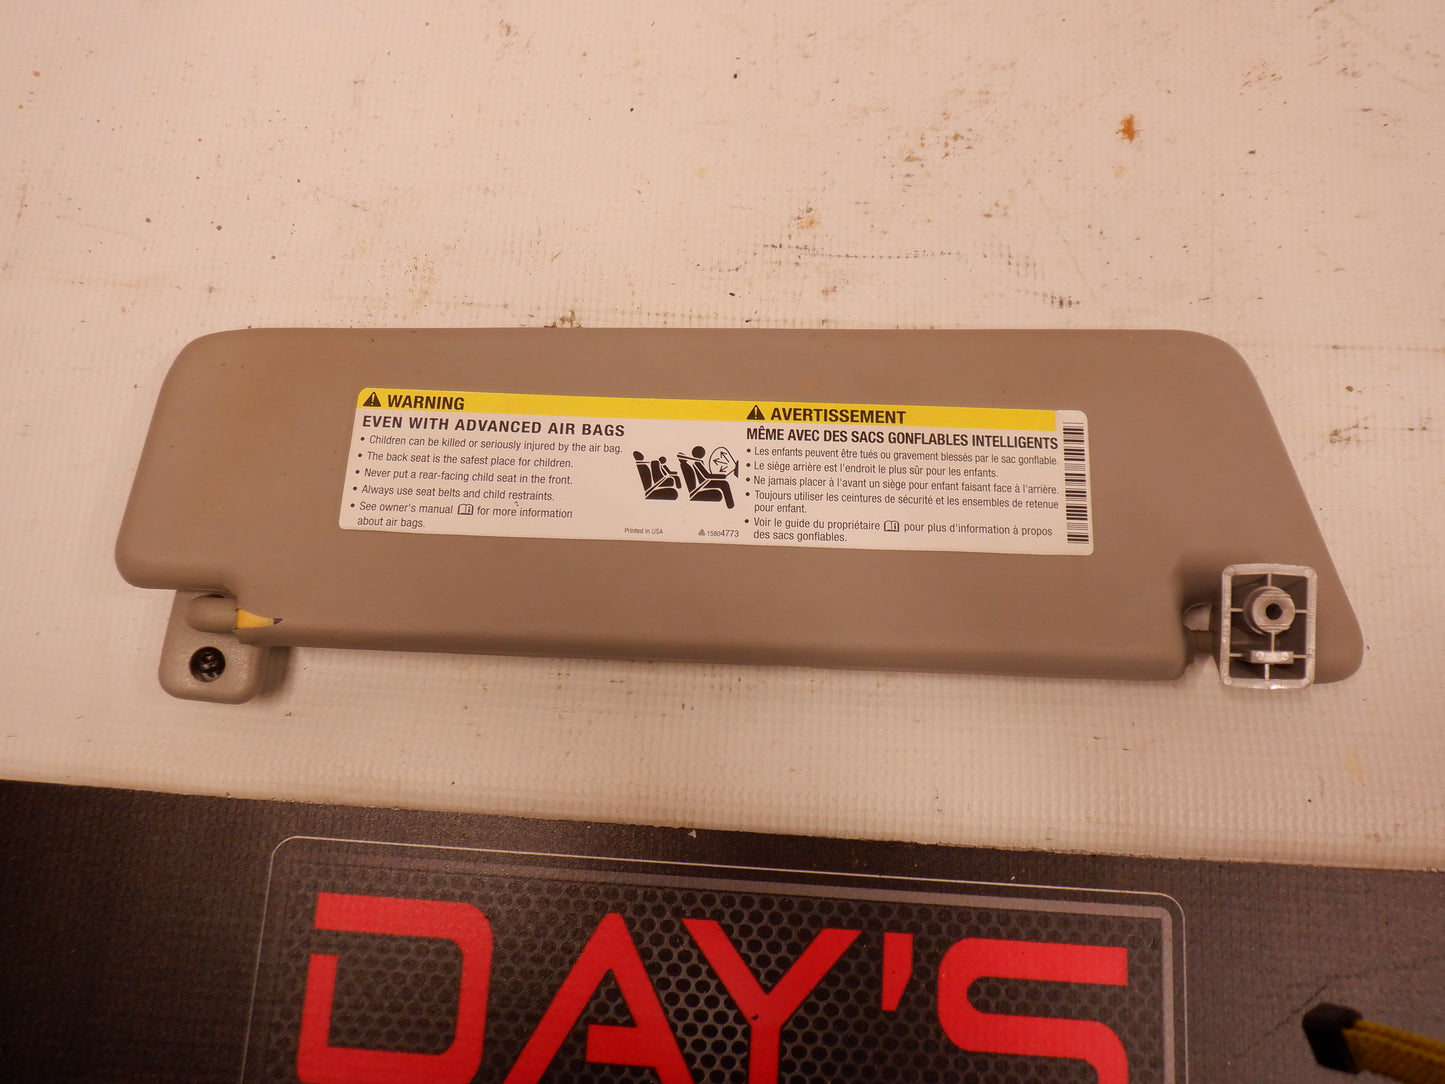 WARNING
EVEN WITH ADVANCED AIR BAGS
• Children can be killed or seriously injured by the air bag.
• The back seat is the safest place for children.
• Never put a rear-facing child seat in the front.
• Always use seat belts and child restraints.
• See owner's manual for more information
about air bags.
Printed in USA
15804773
AVERTISSEMENT
MÊME AVEC DES SACS GONFLABLES INTELLIGENTS
• Les enfants peuvent être tués ou gravement blessés par le sac gonflable.
• Le siège arrière est l'endroit le plus sûr pour les enfants.
• Ne jamais placer à l'avant un siège pour enfant faisant face à l'arrière.
• Toujours utiliser les ceintures de sécurité et les ensembles de retenue
pour enfant.
• Voir le guide du propriétaire pour plus d'information à propos
des sacs gonflables.
DAY'S